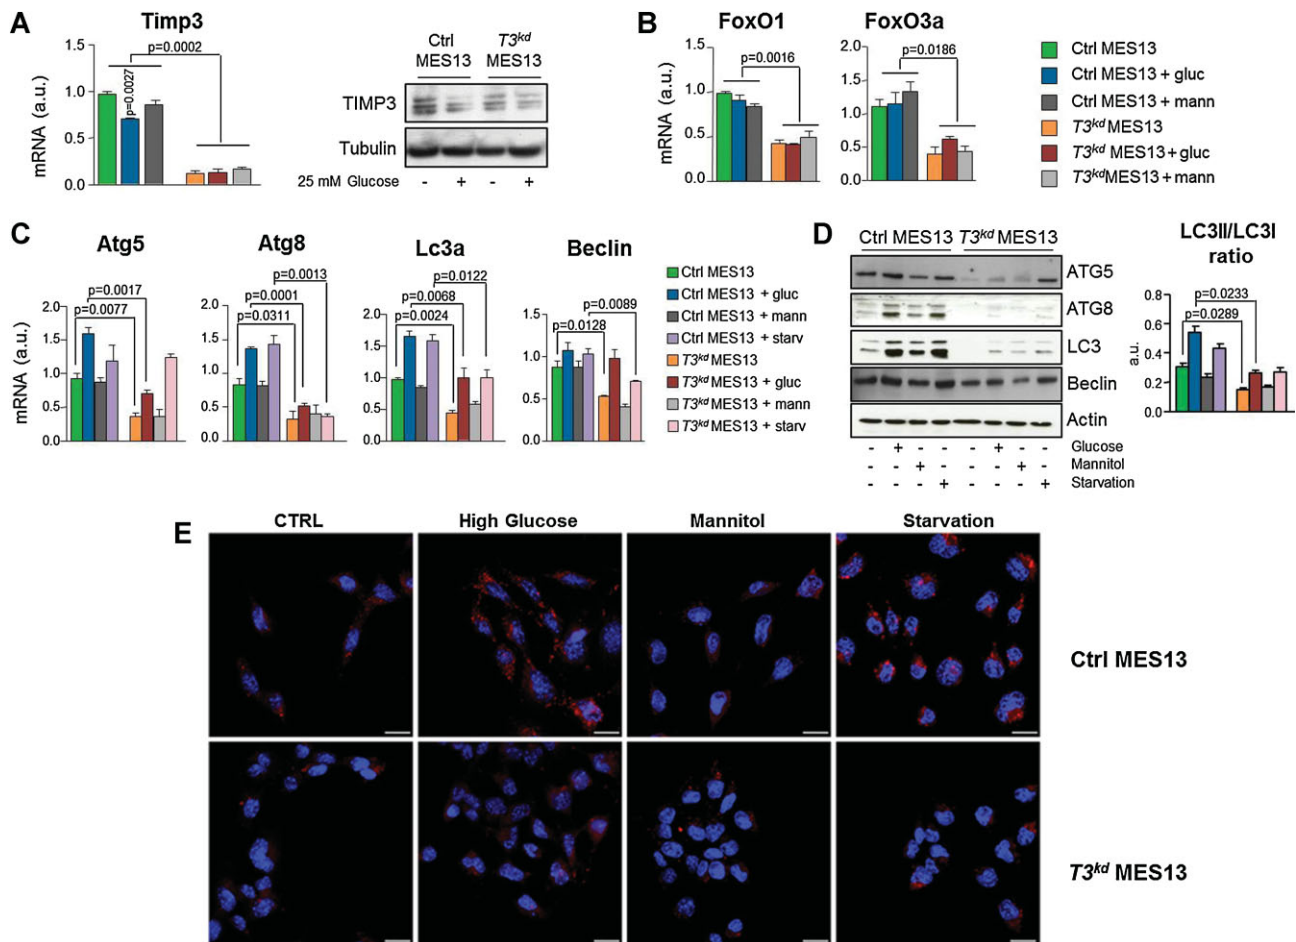 A
Timp3
mRNA (a.u.)
1.5
1.0
0.5
0.0
p=0.0002
p=0.0027
Ctrl MES13
T3kd MES13
TIMP3
Tubulin
25 mM Glucose - + - +
B
FoxO1
1.5
1.0
0.5
0.0
mRNA (a.u.)
p=0.0016
FoxO3a
2.0
1.5
1.0
0.5
0.0
p=0.0186
Ctrl MES13
Ctrl MES13 + gluc
Ctrl MES13 + mann
T3kd MES13
T3kd MES13 + gluc
T3kd MES13 + mann
C
Atg5
mRNA (a.u.)
2.0
1.5
1.0
0.5
0.0
p=0.0017
p=0.0077
Atg8
2.0
1.5
1.0
0.5
0.0
p=0.0013
p=0.0001
p=0.0311
Lc3a
2.0
1.5
1.0
0.5
0.0
p=0.0122
p=0.0068
p=0.0024
Beclin
1.5
1.0
0.5
0.0
p=0.0089
p=0.0128
Ctrl MES13
Ctrl MES13 + gluc
Ctrl MES13 + mann
Ctrl MES13 + starv
T3kd MES13
T3kd MES13 + gluc
T3kd MES13 + mann
T3kd MES13 + starv
D
Ctrl MES13 T3kd MES13
ATG5
ATG8
LC3
Beclin
Actin
- + - - - + - - Glucose
- - + - - - + - Mannitol
- - - + - - - + Starvation
LC3II/LC3I
ratio
a.u.
0.8
0.6
0.4
0.2
0.0
p=0.0233
p=0.0289
E
CTRL High Glucose Mannitol Starvation
Ctrl MES13
T3kd MES13